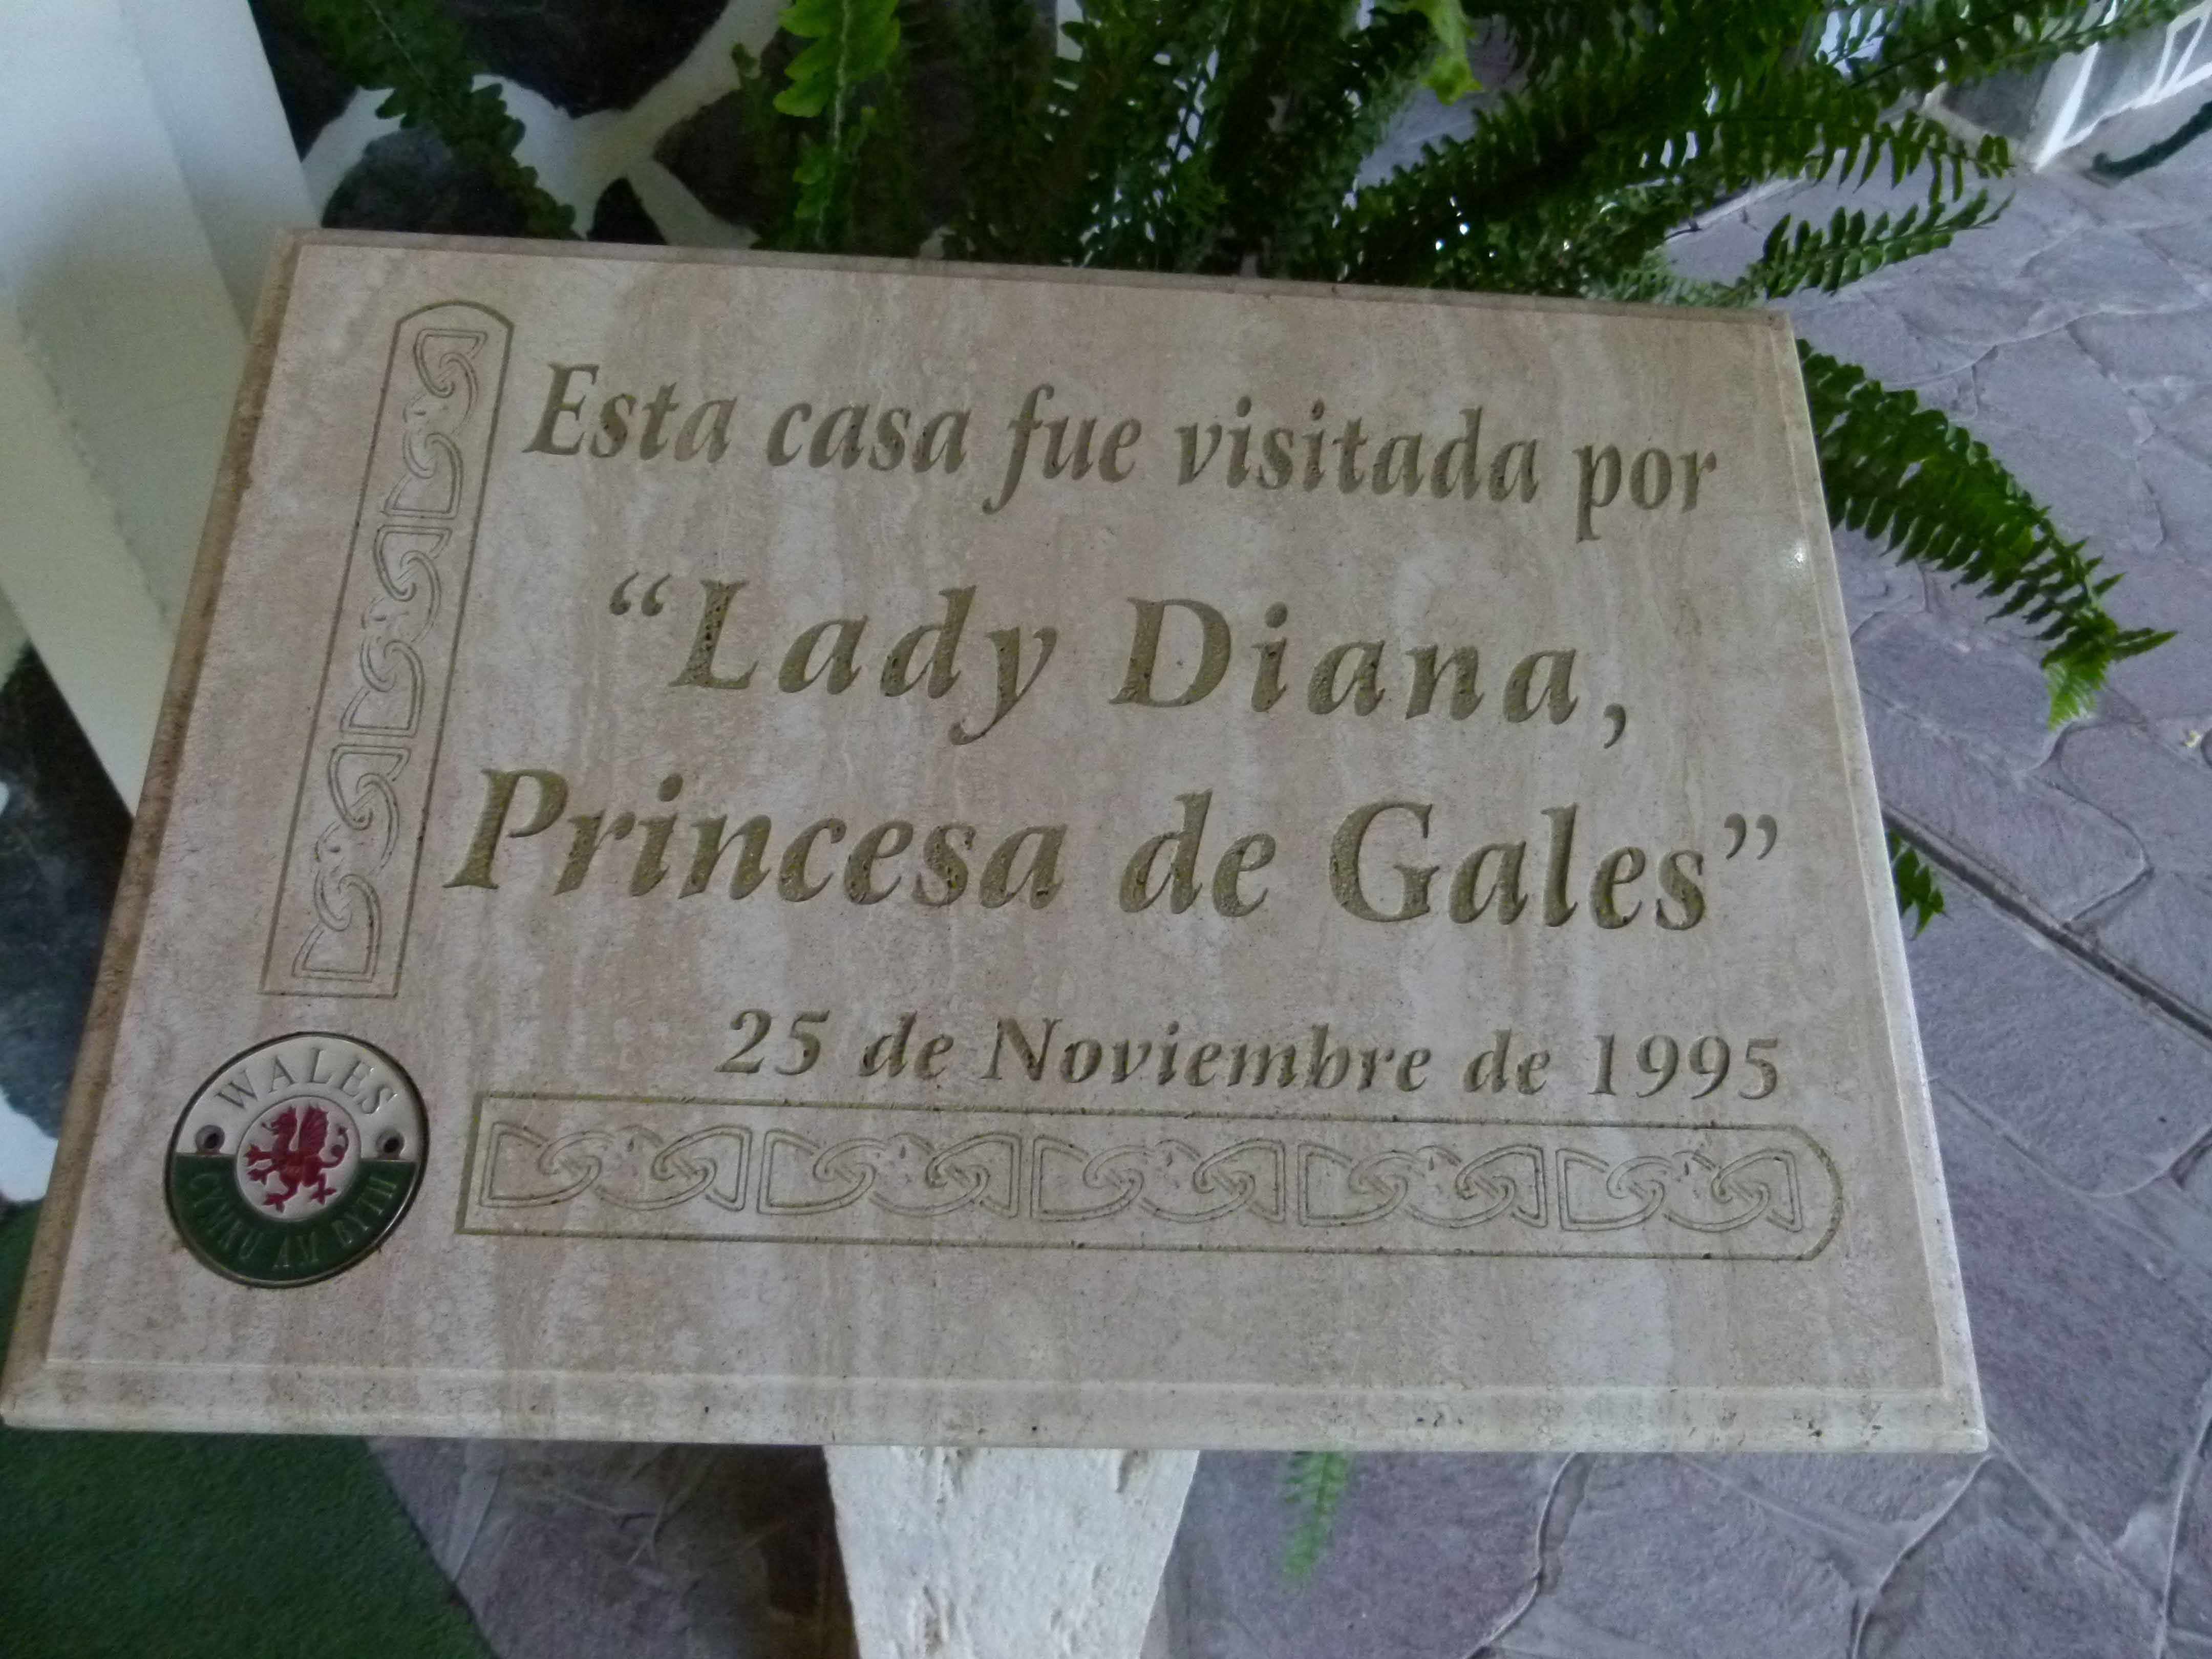 Esta casa fue visitada por
“Lady Diana,
Princesa de Gales”
25 de Noviembre de 1995
WALES
CYMRU AM BYTH